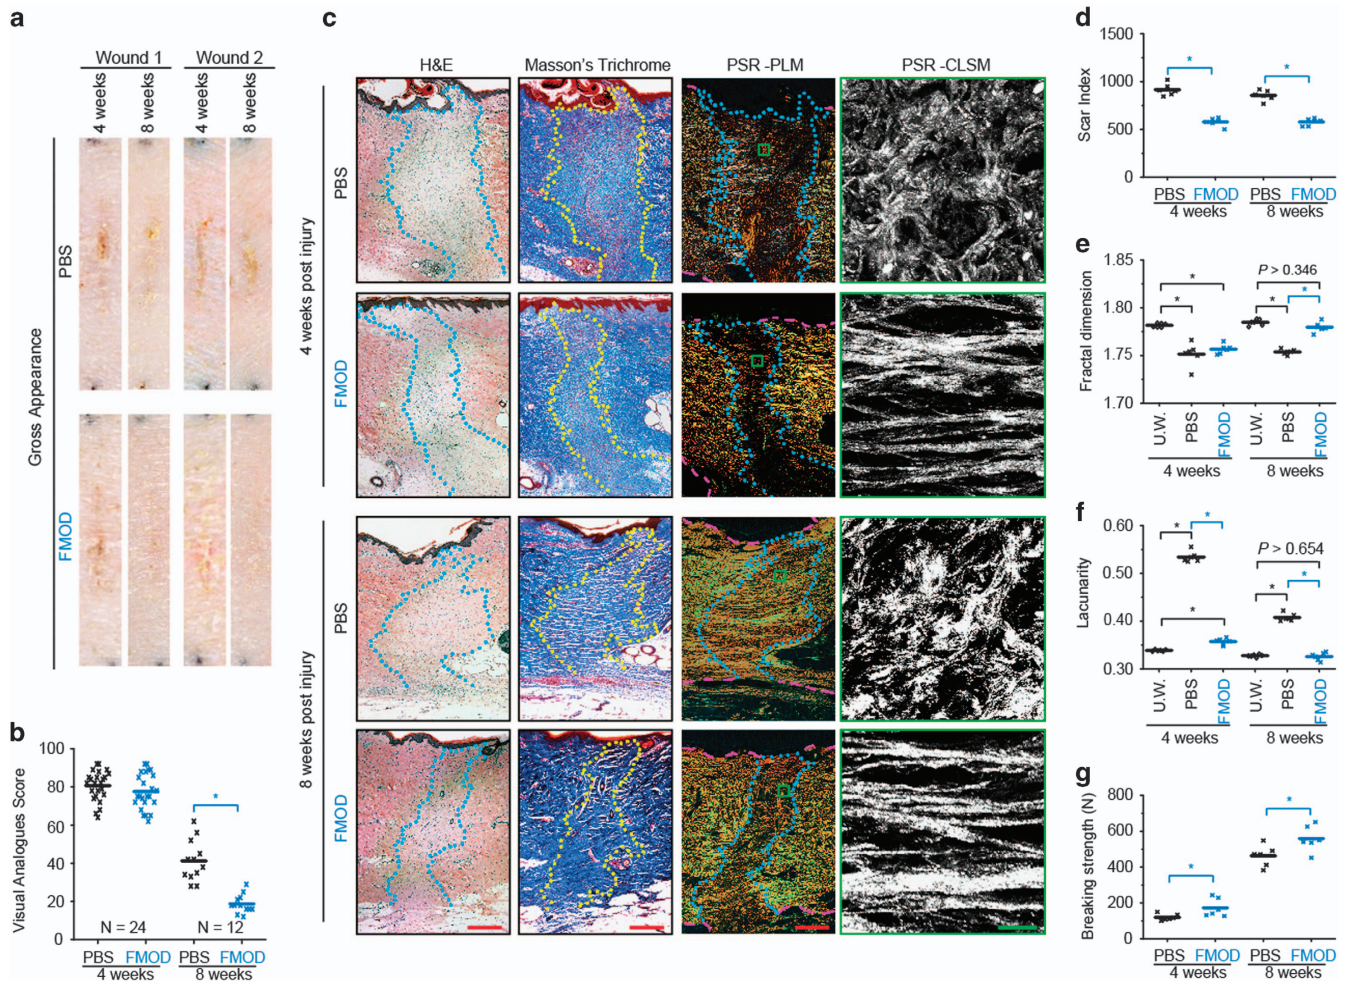 a
Wound 1
Wound 2
4 weeks
8 weeks
4 weeks
8 weeks
Gross Appearance
PBS
FMOD
b
Visual Analogues Score
100
80
60
40
20
0
*
N = 24
N = 12
PBS FMOD
PBS FMOD
4 weeks
8 weeks
c
H&E
Masson's Trichrome
PSR -PLM
PSR -CLSM
4 weeks post injury
PBS
FMOD
8 weeks post injury
PBS
FMOD
d
Scar Index
1500
1000
500
0
*
*
PBS FMOD
PBS FMOD
4 weeks
8 weeks
e
Fractal dimension
1.85
1.80
1.75
1.70
*
*
P > 0.346
*
*
U.W.
PBS
FMOD
U.W.
PBS
FMOD
4 weeks
8 weeks
f
Lacunarity
0.60
0.50
0.40
0.30
*
*
*
P > 0.654
*
*
U.W.
PBS
FMOD
U.W.
PBS
FMOD
4 weeks
8 weeks
g
Breaking strength (N)
800
600
400
200
0
*
*
PBS FMOD
PBS FMOD
4 weeks
8 weeks